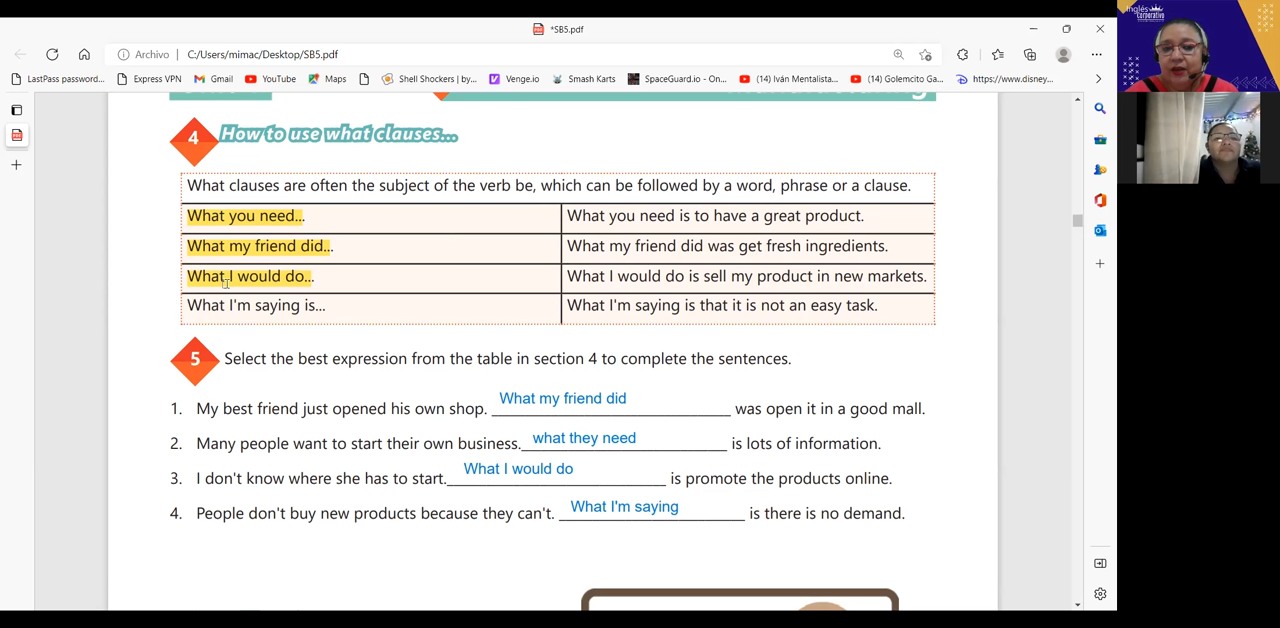 *SB5.pdf
Archivo | C:/Users/mimac/Desktop/SB5.pdf
LastPass password... Express VPN Gmail YouTube Maps Shell Shockers | by... Venge.io Smash Karts SpaceGuard.io - On... (14) Iván Mentalista... (14) Golemcito Ga... https://www.disney...
Inglés
Corporativo
4 How to use what clauses...
What clauses are often the subject of the verb be, which can be followed by a word, phrase or a clause.
What you need... What you need is to have a great product.
What my friend did... What my friend did was get fresh ingredients.
What I would do... What I would do is sell my product in new markets.
What I'm saying is... What I'm saying is that it is not an easy task.
5 Select the best expression from the table in section 4 to complete the sentences.
1. My best friend just opened his own shop. What my friend did was open it in a good mall.
2. Many people want to start their own business. what they need is lots of information.
3. I don't know where she has to start. What I would do is promote the products online.
4. People don't buy new products because they can't. What I'm saying is there is no demand.